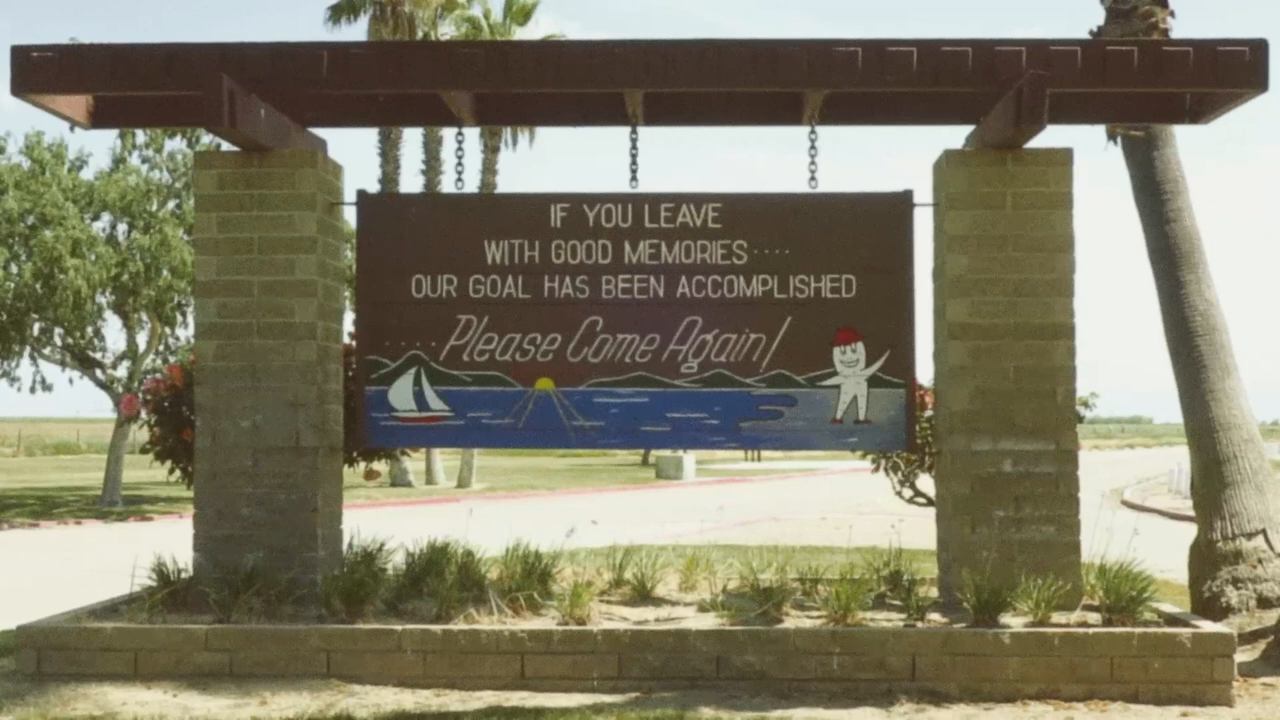 IF YOU LEAVE
WITH GOOD MEMORIES····
OUR GOAL HAS BEEN ACCOMPLISHED
····Please Come Again!